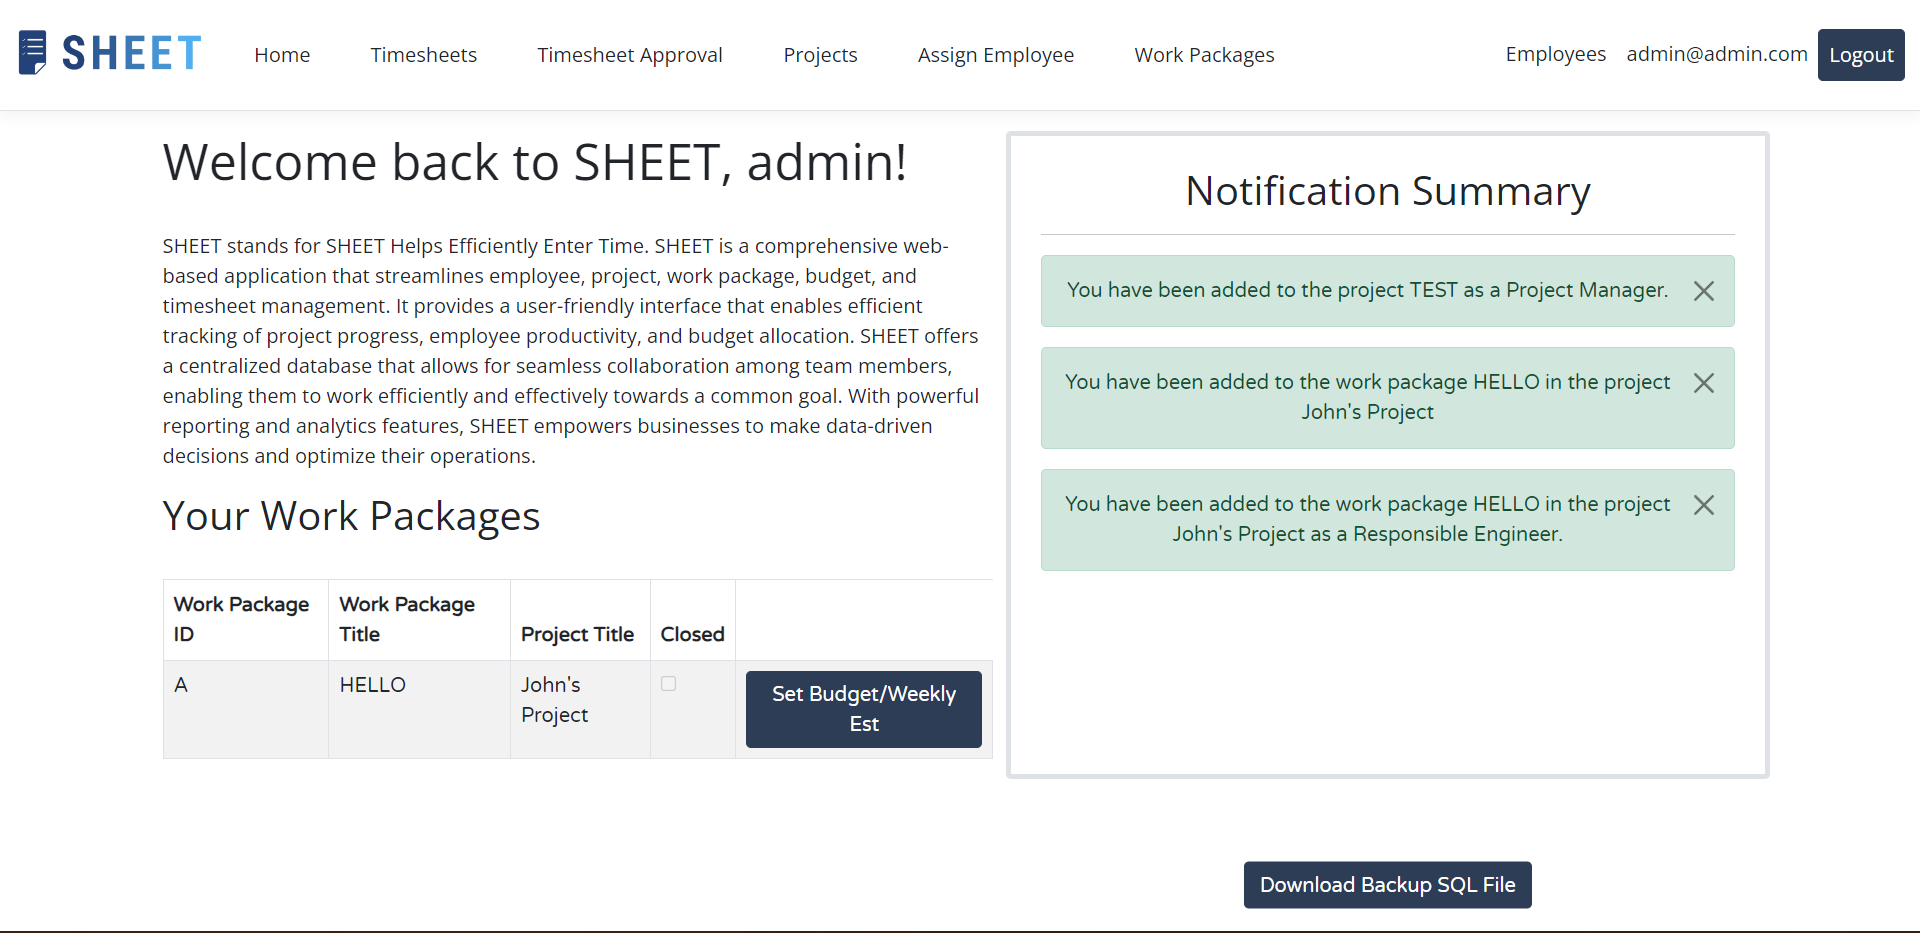 SHEET
Home
Timesheets
Timesheet Approval
Projects
Assign Employee
Work Packages
Employees
admin@admin.com
Logout
Welcome back to SHEET, admin!
SHEET stands for SHEET Helps Efficiently Enter Time. SHEET is a comprehensive web-
based application that streamlines employee, project, work package, budget, and
timesheet management. It provides a user-friendly interface that enables efficient
tracking of project progress, employee productivity, and budget allocation. SHEET offers
a centralized database that allows for seamless collaboration among team members,
enabling them to work efficiently and effectively towards a common goal. With powerful
reporting and analytics features, SHEET empowers businesses to make data-driven
decisions and optimize their operations.
Your Work Packages
Work Package
ID
Work Package
Title
Project Title
Closed
A
HELLO
John's
Project
Set Budget/Weekly
Est
Notification Summary
You have been added to the project TEST as a Project Manager.
You have been added to the work package HELLO in the project
John's Project
You have been added to the work package HELLO in the project
John's Project as a Responsible Engineer.
Download Backup SQL File